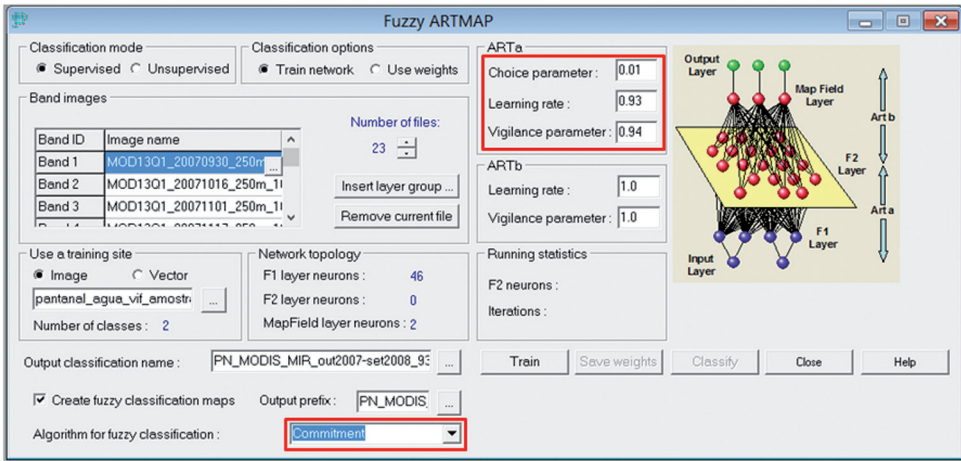 Fuzzy ARTMAP
Classification mode
Supervised Unsupervised
Classification options
Train network Use weights
Band images
Band ID Image name
Band 1 MOD13Q1_20070930_250m ...
Band 2 MOD13Q1_20071016_250m_1
Band 3 MOD13Q1_20071101_250m_1
Number of files:
23
Insert layer group ...
Remove current file
Use a training site
Image Vector
pantanal_agua_vif_amostr ...
Number of classes : 2
Network topology
F1 layer neurons : 46
F2 layer neurons : 0
MapField layer neurons : 2
ARTa
Choice parameter : 0.01
Learning rate : 0.93
Vigilance parameter : 0.94
ARTb
Learning rate : 1.0
Vigilance parameter : 1.0
Running statistics
F2 neurons :
Iterations :
Output
Layer
Map Field
Layer
Art b
F2
Layer
Art a
F1
Layer
Input
Layer
Output classification name : PN_MODIS_MIR_out2007-set2008_93 ...
Train Save weights Classify Close Help
Create fuzzy classification maps Output prefix : PN_MODIS_ ...
Algorithm for fuzzy classification : Commitment